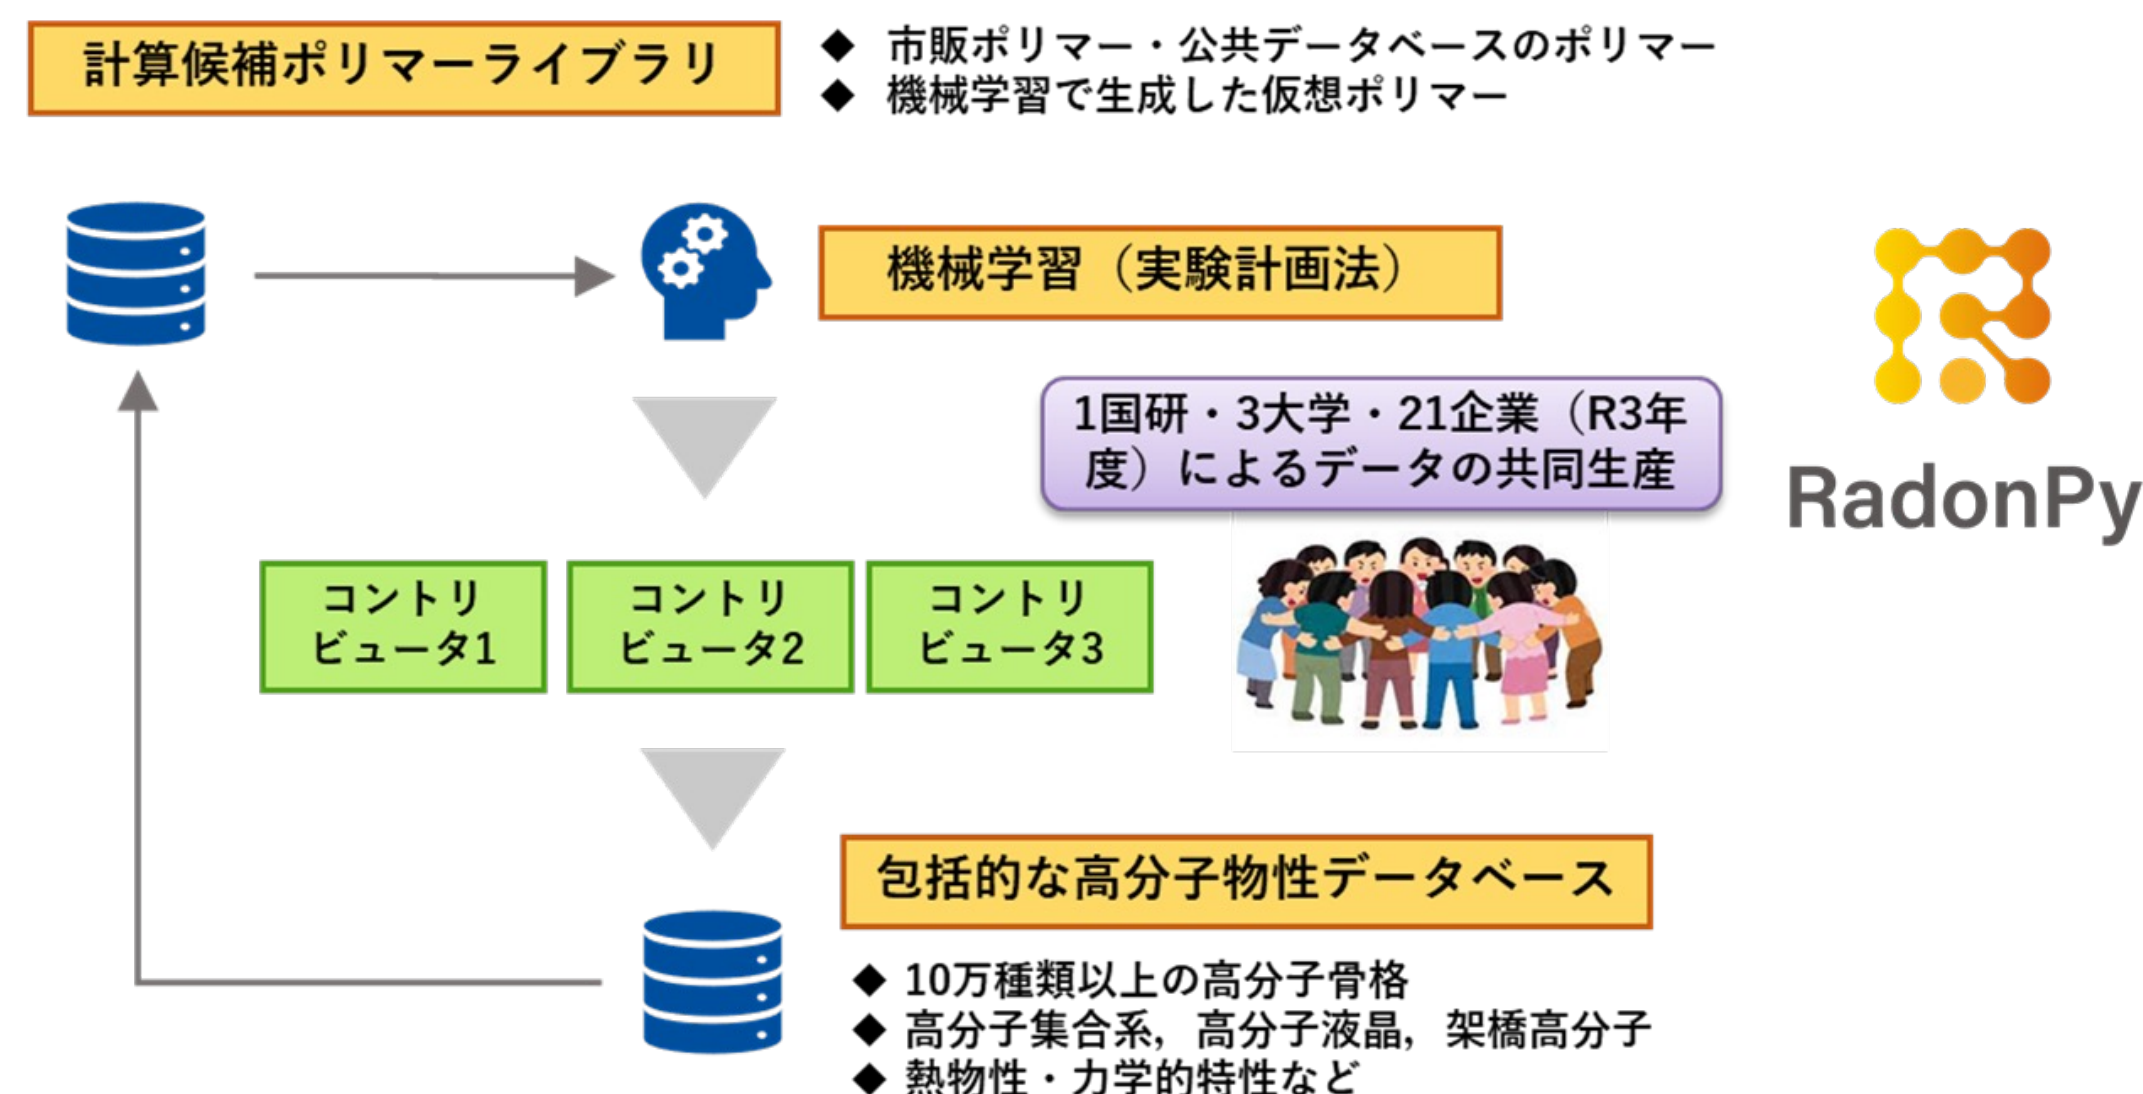 計算候補ポリマーライブラリ
◆ 市販ポリマー・公共データベースのポリマー
◆ 機械学習で生成した仮想ポリマー
機械学習（実験計画法）
1国研・3大学・21企業（R3年
度）によるデータの共同生産
RadonPy
コントリ
ビュータ1
コントリ
ビュータ2
コントリ
ビュータ3
包括的な高分子物性データベース
◆ 10万種類以上の高分子骨格
◆ 高分子集合系，高分子液晶，架橋高分子
◆ 熱物性・力学的特性など